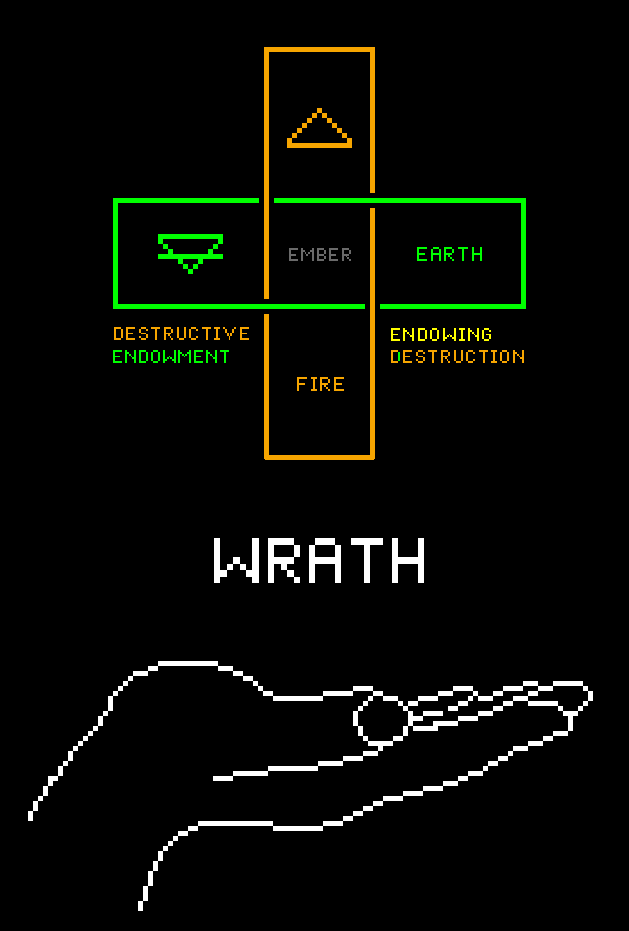 EMBER
EARTH
DESTRUCTIVE
ENDOWMENT
ENDOWING
DESTRUCTION
FIRE
WRATH